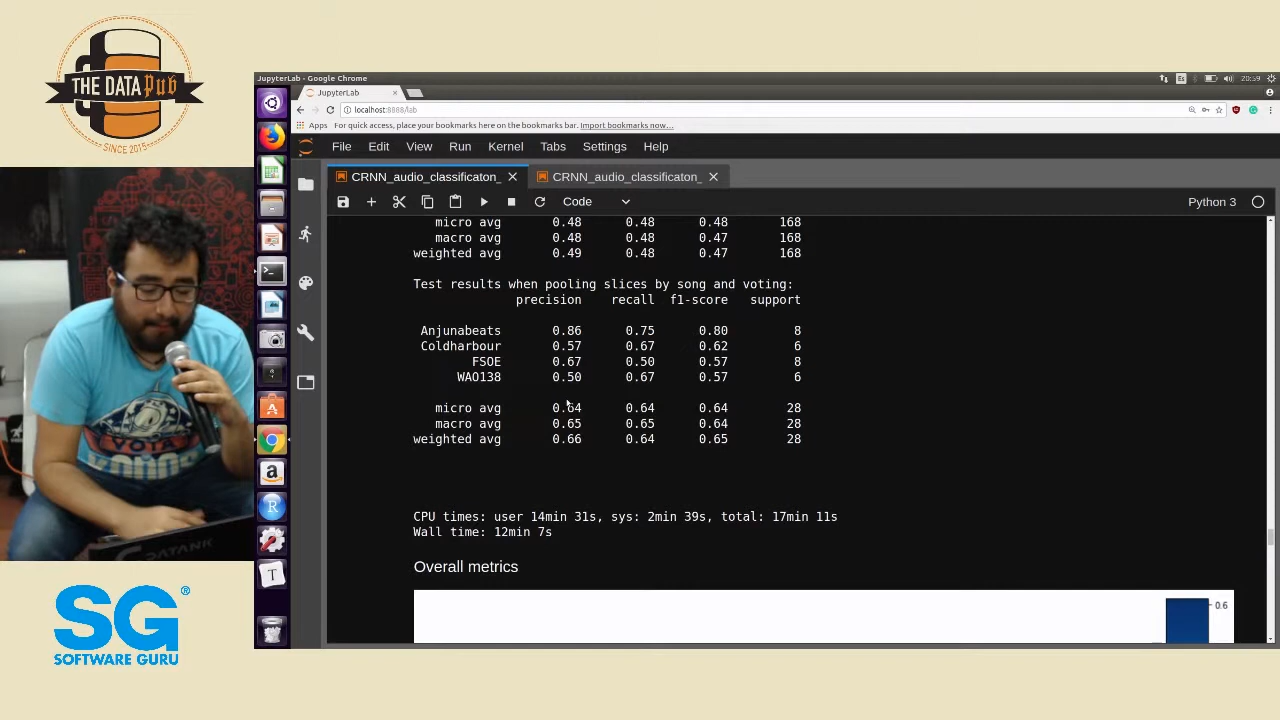 THE DATA Pub
SINCE 2015
JupyterLab - Google Chrome
Es
20:59
JupyterLab
localhost:8888/lab
Apps For quick access, place your bookmarks here on the bookmarks bar. Import bookmarks now...
File Edit View Run Kernel Tabs Settings Help
CRNN_audio_classificaton_
CRNN_audio_classificaton_
Code
Python 3
micro avg 0.48 0.48 0.48 168
macro avg 0.48 0.48 0.47 168
weighted avg 0.49 0.48 0.47 168
Test results when pooling slices by song and voting:
precision recall f1-score support
Anjunabeats 0.86 0.75 0.80 8
Coldharbour 0.57 0.67 0.62 6
FSOE 0.67 0.50 0.57 8
WAO138 0.50 0.67 0.57 6
micro avg 0.64 0.64 0.64 28
macro avg 0.65 0.65 0.64 28
weighted avg 0.66 0.64 0.65 28
CPU times: user 14min 31s, sys: 2min 39s, total: 17min 11s
Wall time: 12min 7s
Overall metrics
0.6
VOTA
DATANK
SG®
SOFTWARE GURU